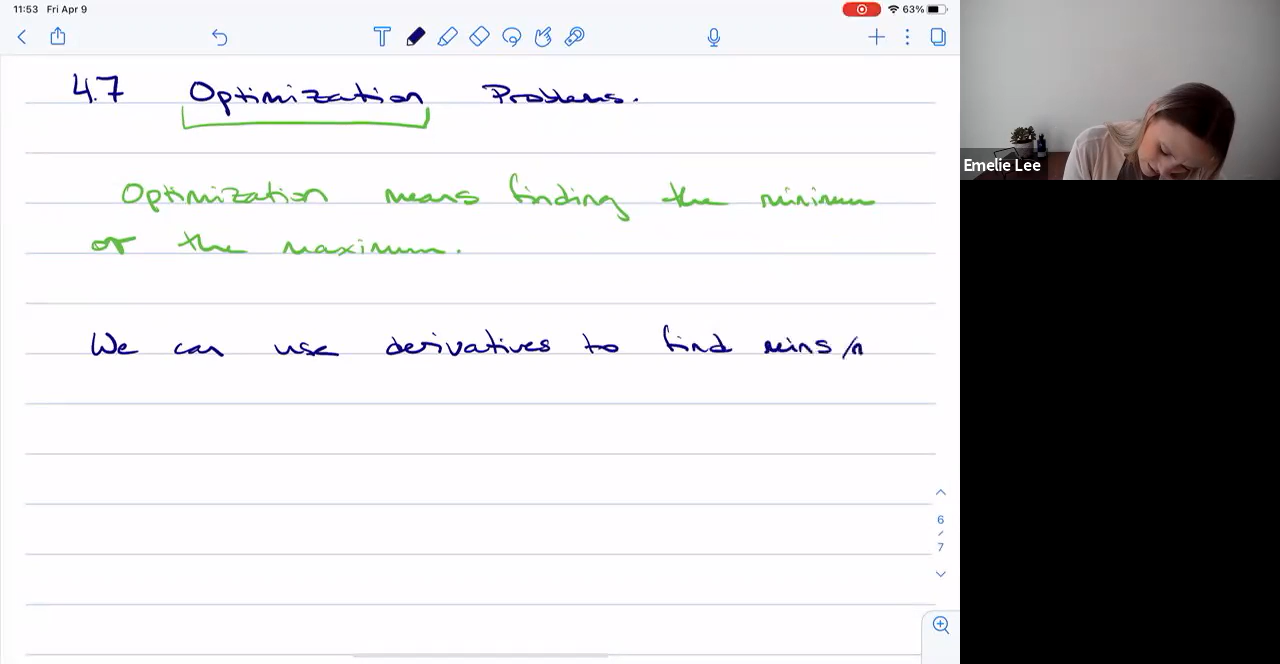 11:53 Fri Apr 9
63%
4.7 Optimization Problems.
Optimization means finding the minimum
or the maximum.
We can use derivatives to find mins/m
Emelie Lee
6
/
7